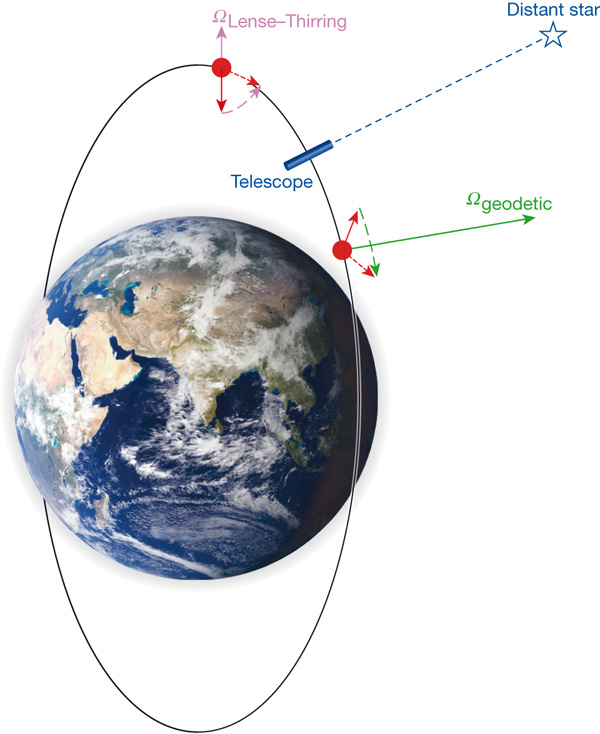 Distant star
ΩLense–Thirring
Telescope
Ωgeodetic